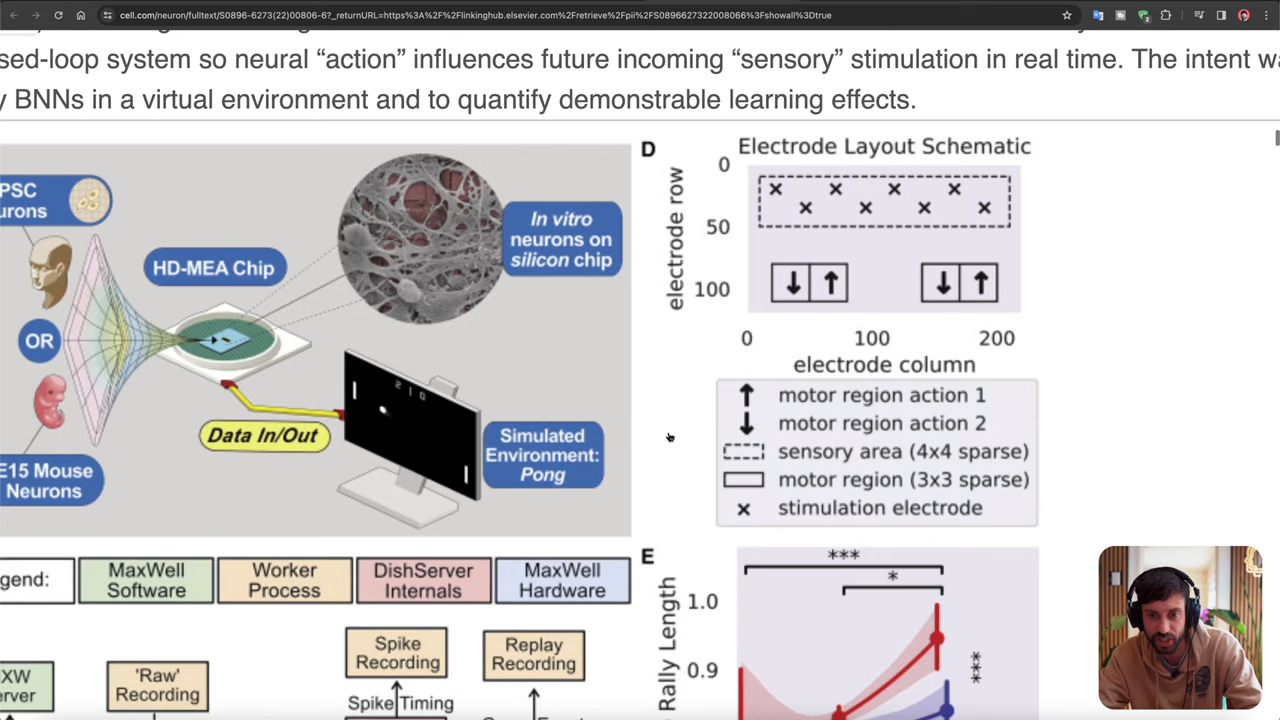 cell.com/neuron/fulltext/S0896-6273(22)00806-6?_returnURL=https%3A%2F%2Flinkinghub.elsevier.com%2Fretrieve%2Fpii%2FS0896627322008066%3Fshowall%3Dtrue
sed-loop system so neural “action” influences future incoming “sensory” stimulation in real time. The intent wa
y BNNs in a virtual environment and to quantify demonstrable learning effects.
PSC
urons
OR
E15 Mouse
Neurons
HD-MEA Chip
In vitro
neurons on
silicon chip
Data In/Out
Simulated
Environment:
Pong
D
Electrode Layout Schematic
electrode row
0
50
100
0 100 200
electrode column
↑ motor region action 1
↓ motor region action 2
sensory area (4x4 sparse)
motor region (3x3 sparse)
× stimulation electrode
gend:
MaxWell
Software
Worker
Process
DishServer
Internals
MaxWell
Hardware
XW
erver
'Raw'
Recording
Spike
Recording
Spike Timing
Replay
Recording
E
Rally Length
1.0
0.9
***
*
***